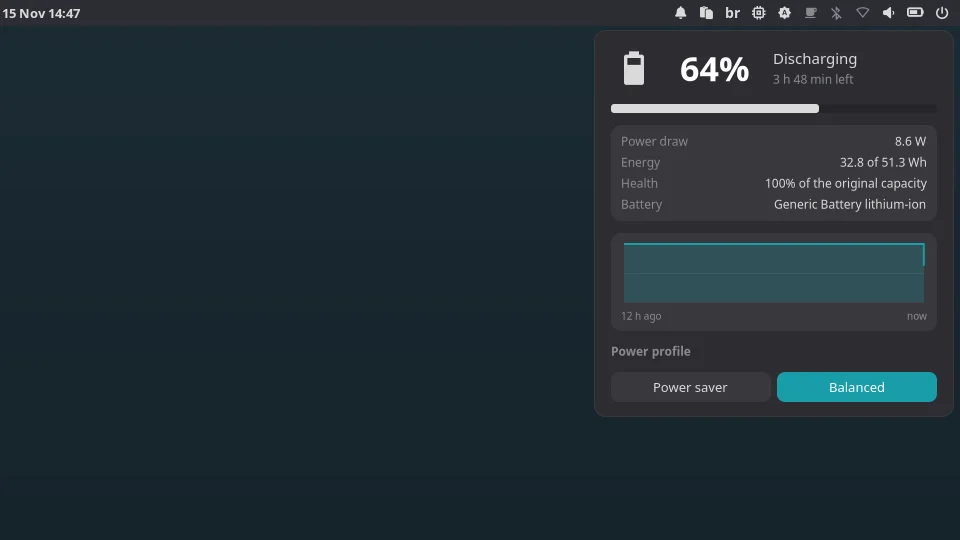 15 Nov 14:47 br
64%
Discharging
3 h 48 min left
Power draw 8.6 W
Energy 32.8 of 51.3 Wh
Health 100% of the original capacity
Battery Generic Battery lithium-ion
12 h ago now
Power profile
Power saver Balanced